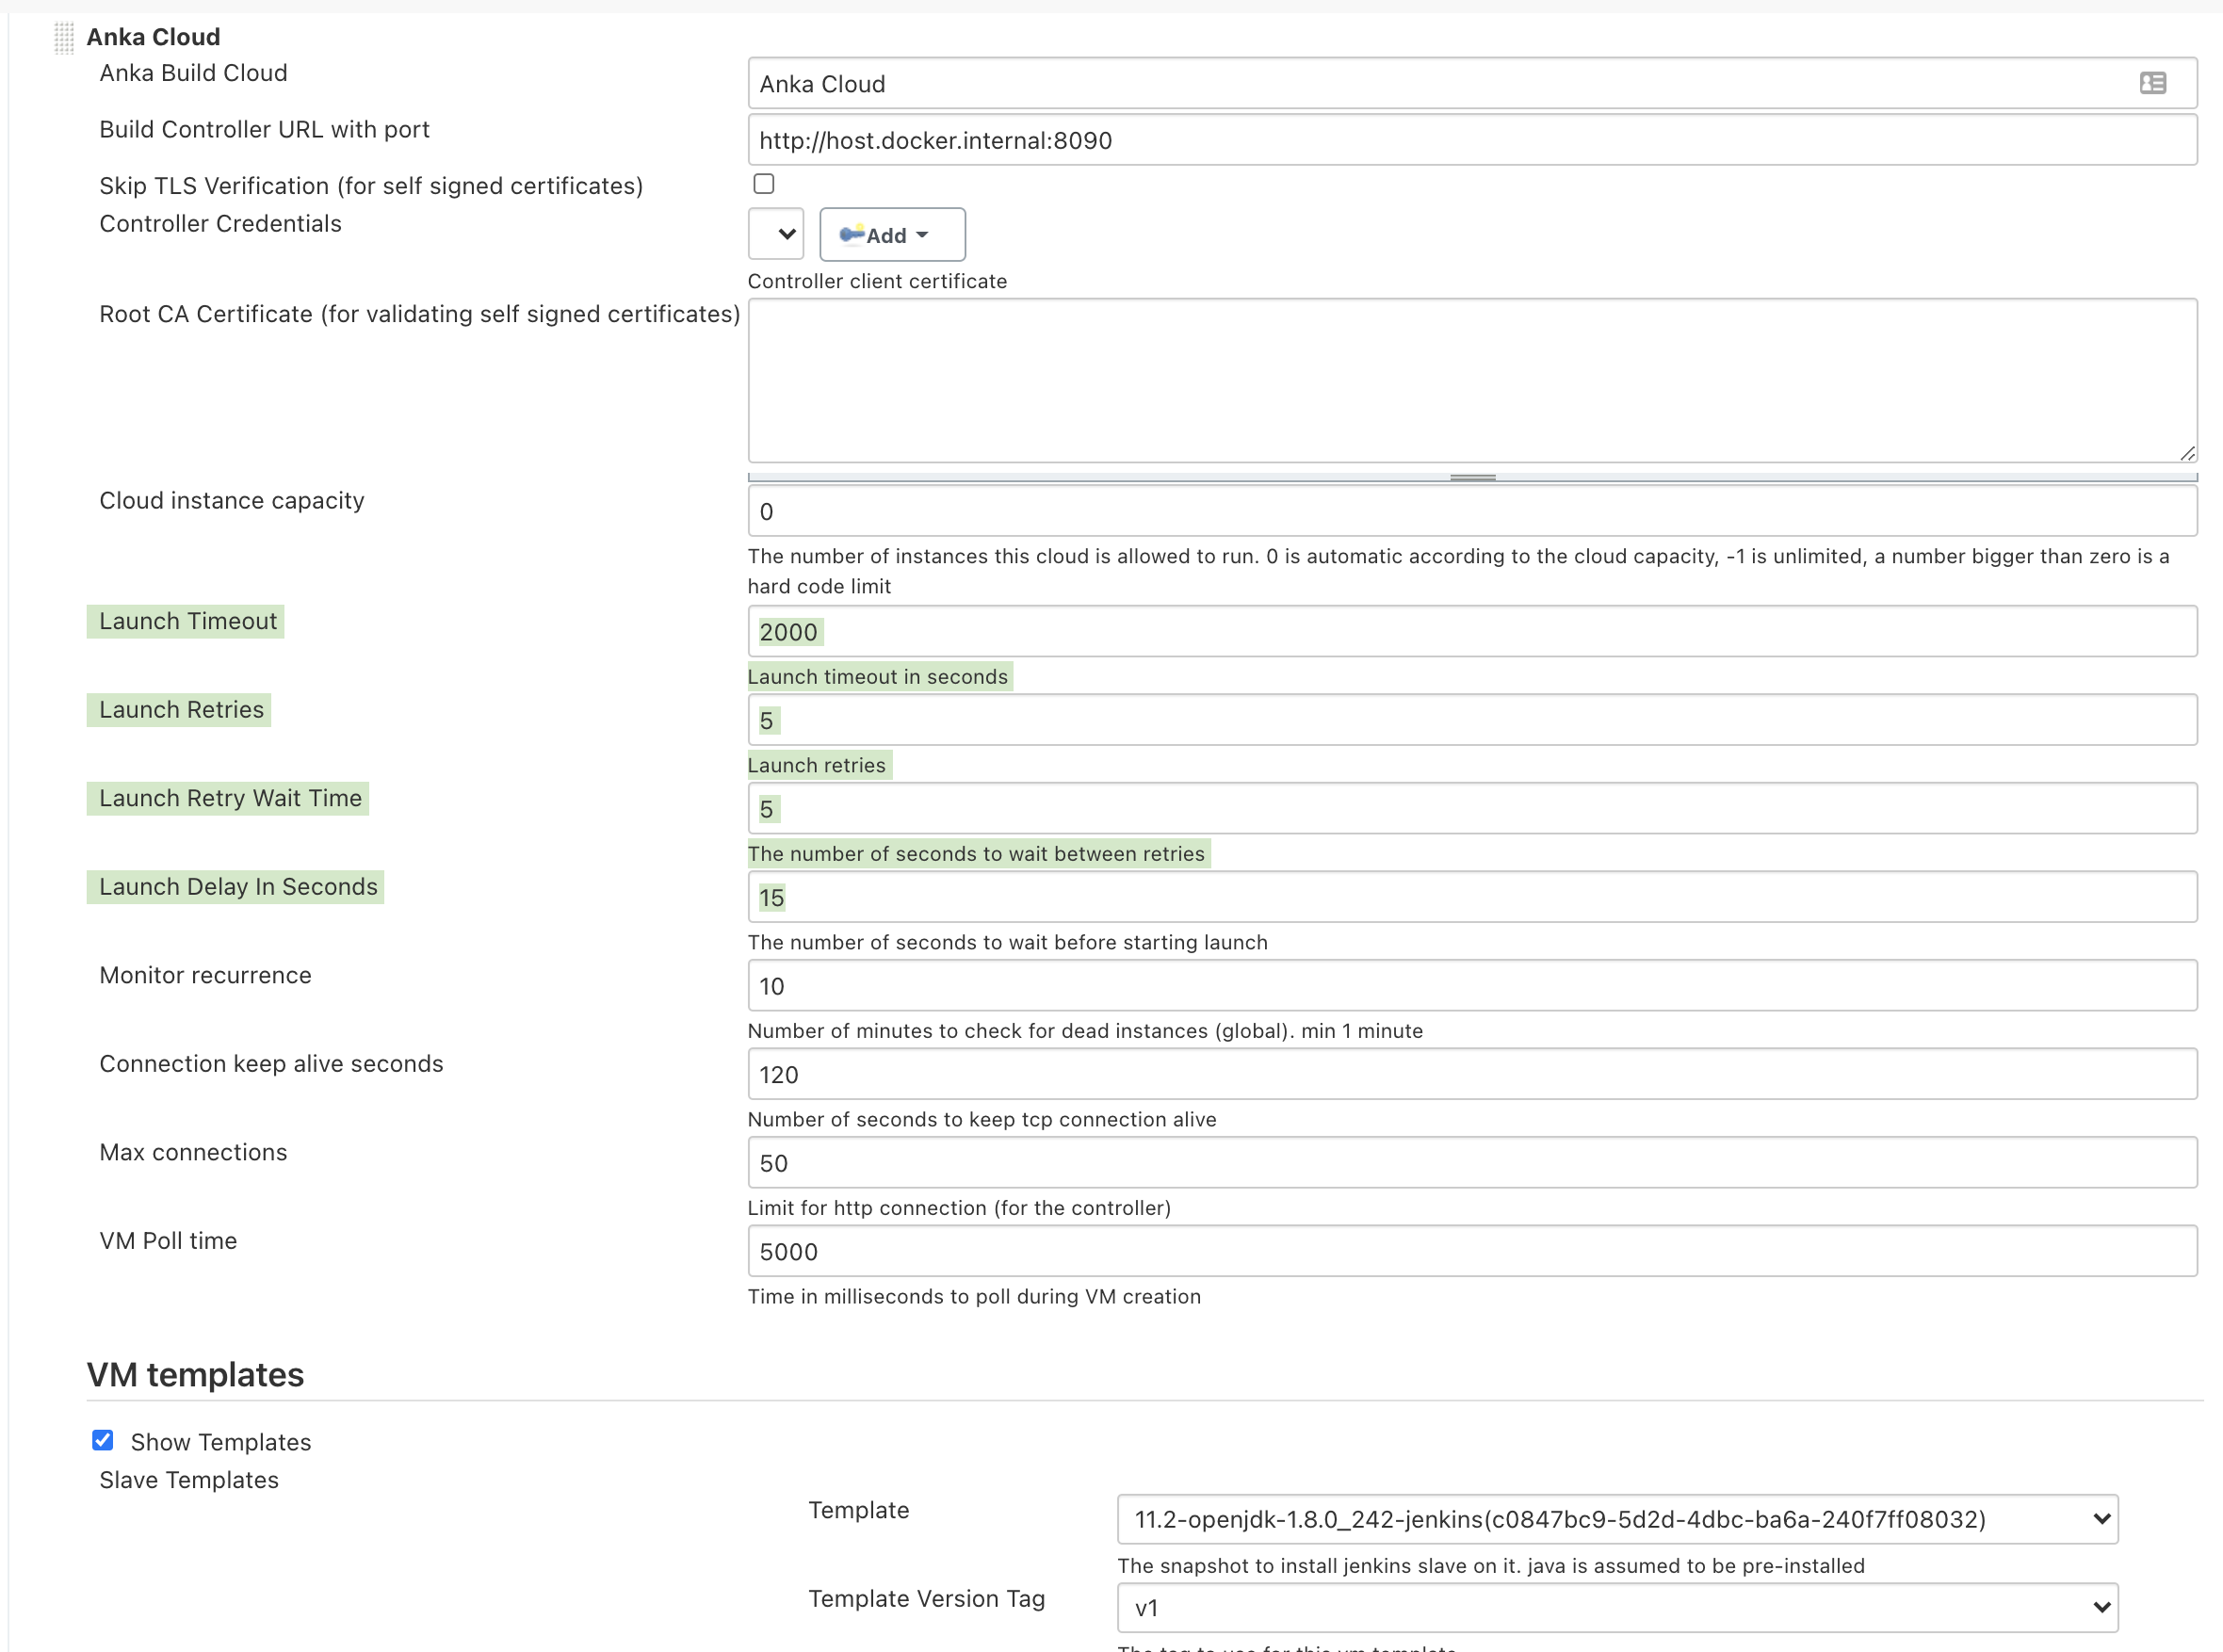 Anka Cloud
Anka Build Cloud
Anka Cloud
Build Controller URL with port
http://host.docker.internal:8090
Skip TLS Verification (for self signed certificates)
Controller Credentials
Add
Controller client certificate
Root CA Certificate (for validating self signed certificates)
Cloud instance capacity
0
The number of instances this cloud is allowed to run. 0 is automatic according to the cloud capacity, -1 is unlimited, a number bigger than zero is a
hard code limit
Launch Timeout
2000
Launch timeout in seconds
Launch Retries
5
Launch retries
Launch Retry Wait Time
5
The number of seconds to wait between retries
Launch Delay In Seconds
15
The number of seconds to wait before starting launch
Monitor recurrence
10
Number of minutes to check for dead instances (global). min 1 minute
Connection keep alive seconds
120
Number of seconds to keep tcp connection alive
Max connections
50
Limit for http connection (for the controller)
VM Poll time
5000
Time in milliseconds to poll during VM creation
VM templates
Show Templates
Slave Templates
Template
11.2-openjdk-1.8.0_242-jenkins(c0847bc9-5d2d-4dbc-ba6a-240f7ff08032)
The snapshot to install jenkins slave on it. java is assumed to be pre-installed
Template Version Tag
v1